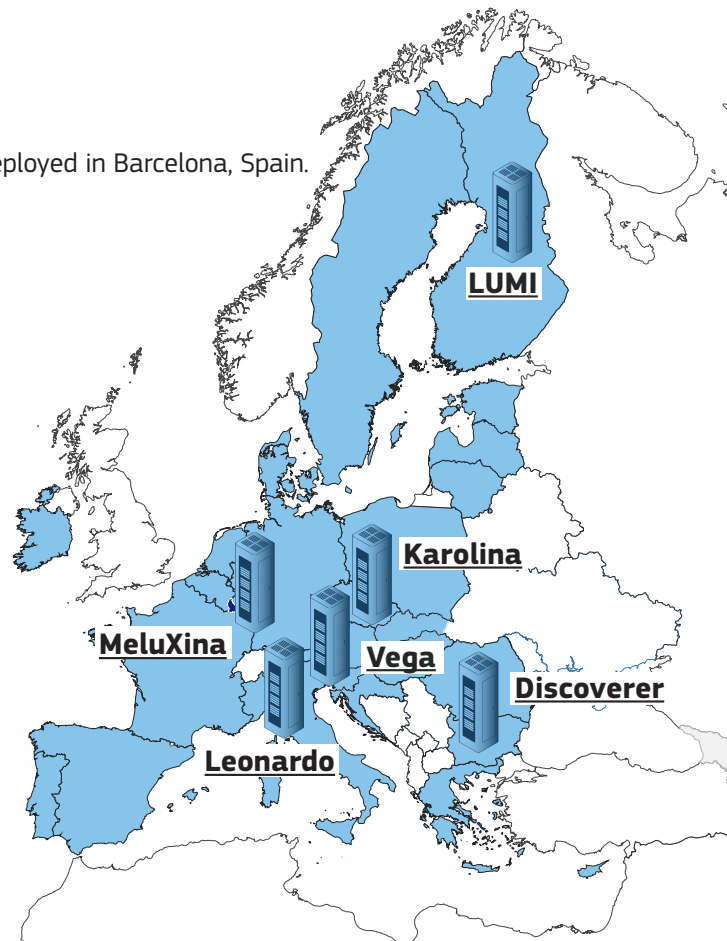 eployed in Barcelona, Spain.
LUMI
Karolina
MeluXina
Vega
Discoverer
Leonardo